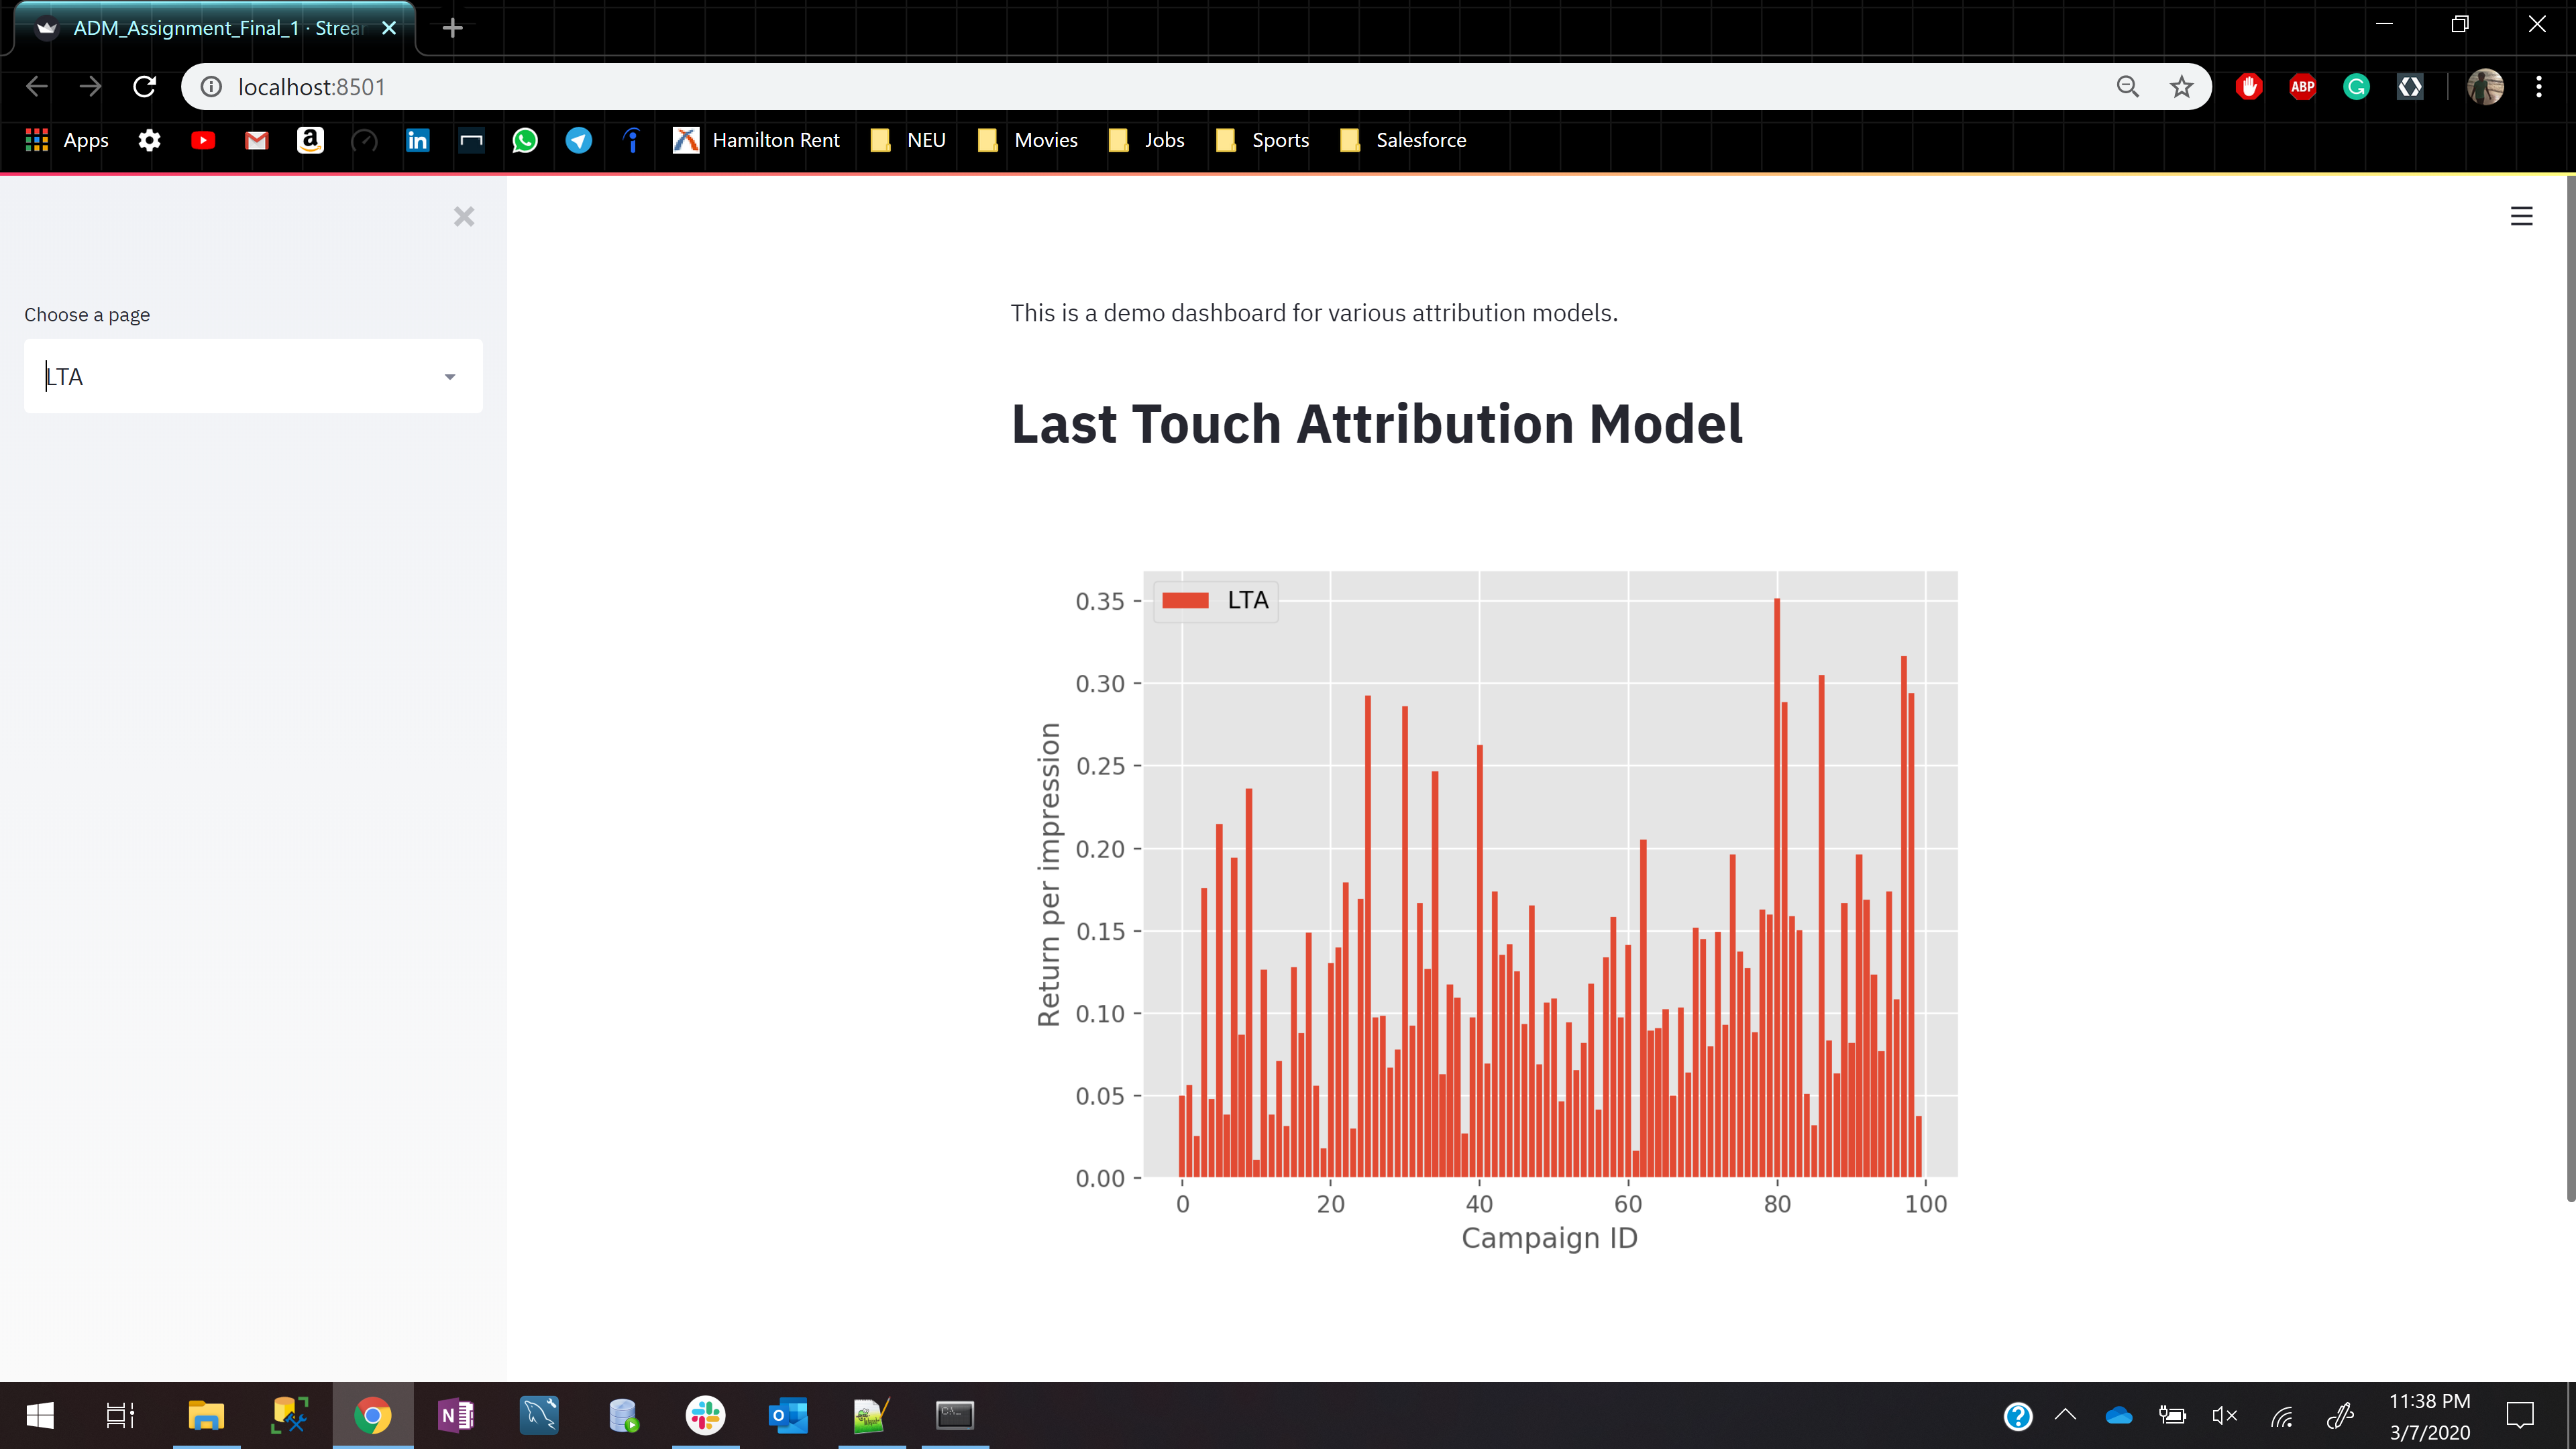 ADM_Assignment_Final_1 · Strear
localhost:8501
ABP
Apps
Hamilton Rent
NEU
Movies
Jobs
Sports
Salesforce
Choose a page
LTA
This is a demo dashboard for various attribution models.
Last Touch Attribution Model
LTA
0.35
0.30
0.25
0.20
0.15
0.10
0.05
0.00
Return per impression
0 20 40 60 80 100
Campaign ID
11:38 PM
3/7/2020